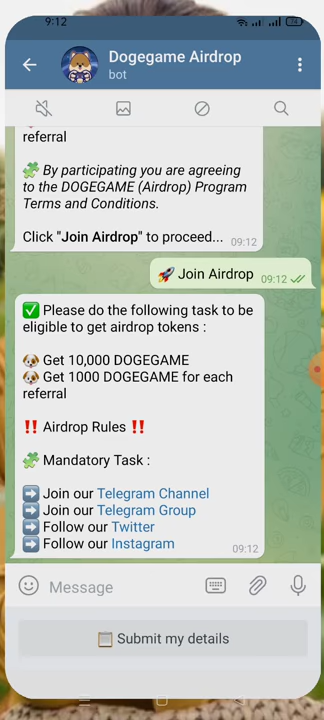 9:12
74
Dogegame Airdrop
bot
referral
🧩 By participating you are agreeing
to the DOGEGAME (Airdrop) Program
Terms and Conditions.
Click "Join Airdrop" to proceed...
09:12
🚀 Join Airdrop
09:12
✅ Please do the following task to be
eligible to get airdrop tokens :
🐶 Get 10,000 DOGEGAME
🐶 Get 1000 DOGEGAME for each
referral
‼️ Airdrop Rules ‼️
🧩 Mandatory Task :
➡️ Join our Telegram Channel
➡️ Join our Telegram Group
➡️ Follow our Twitter
➡️ Follow our Instagram
09:12
Message
📋 Submit my details